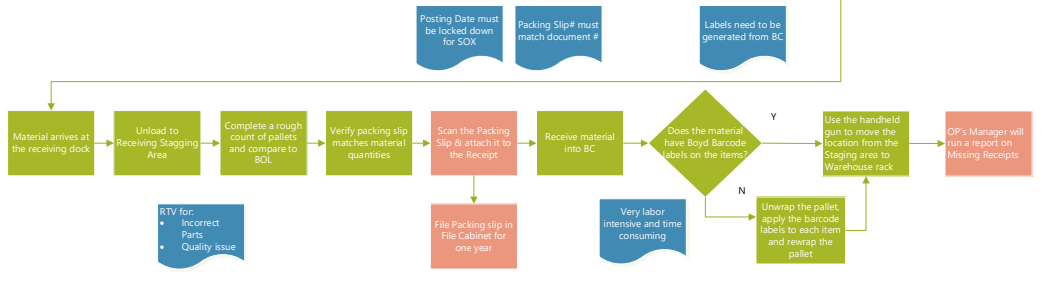 Posting Date must
be locked down
for SOX
Packing Slip# must
match document #
Labels need to be
generated from BC
Material arrives at
the receiving dock
Unload to
Receiving Stagging
Area
Complete a rough
count of pallets
and compare to
BOL
Verify packing slip
matches material
quantities
Scan the Packing
Slip & attach it to
the Receipt
Receive material
into BC
Does the material
have Boyd Barcode
labels on the items?
Y
Use the handheld
gun to move the
location from the
Staging area to
Warehouse rack
OP's Manager will
run a report on
Missing Receipts
N
RTV for:
• Incorrect
Parts
• Quality issue
File Packing slip in
File Cabinet for
one year
Very labor
intensive and time
consuming
Unwrap the pallet,
apply the barcode
labels to each item
and rewrap the
pallet